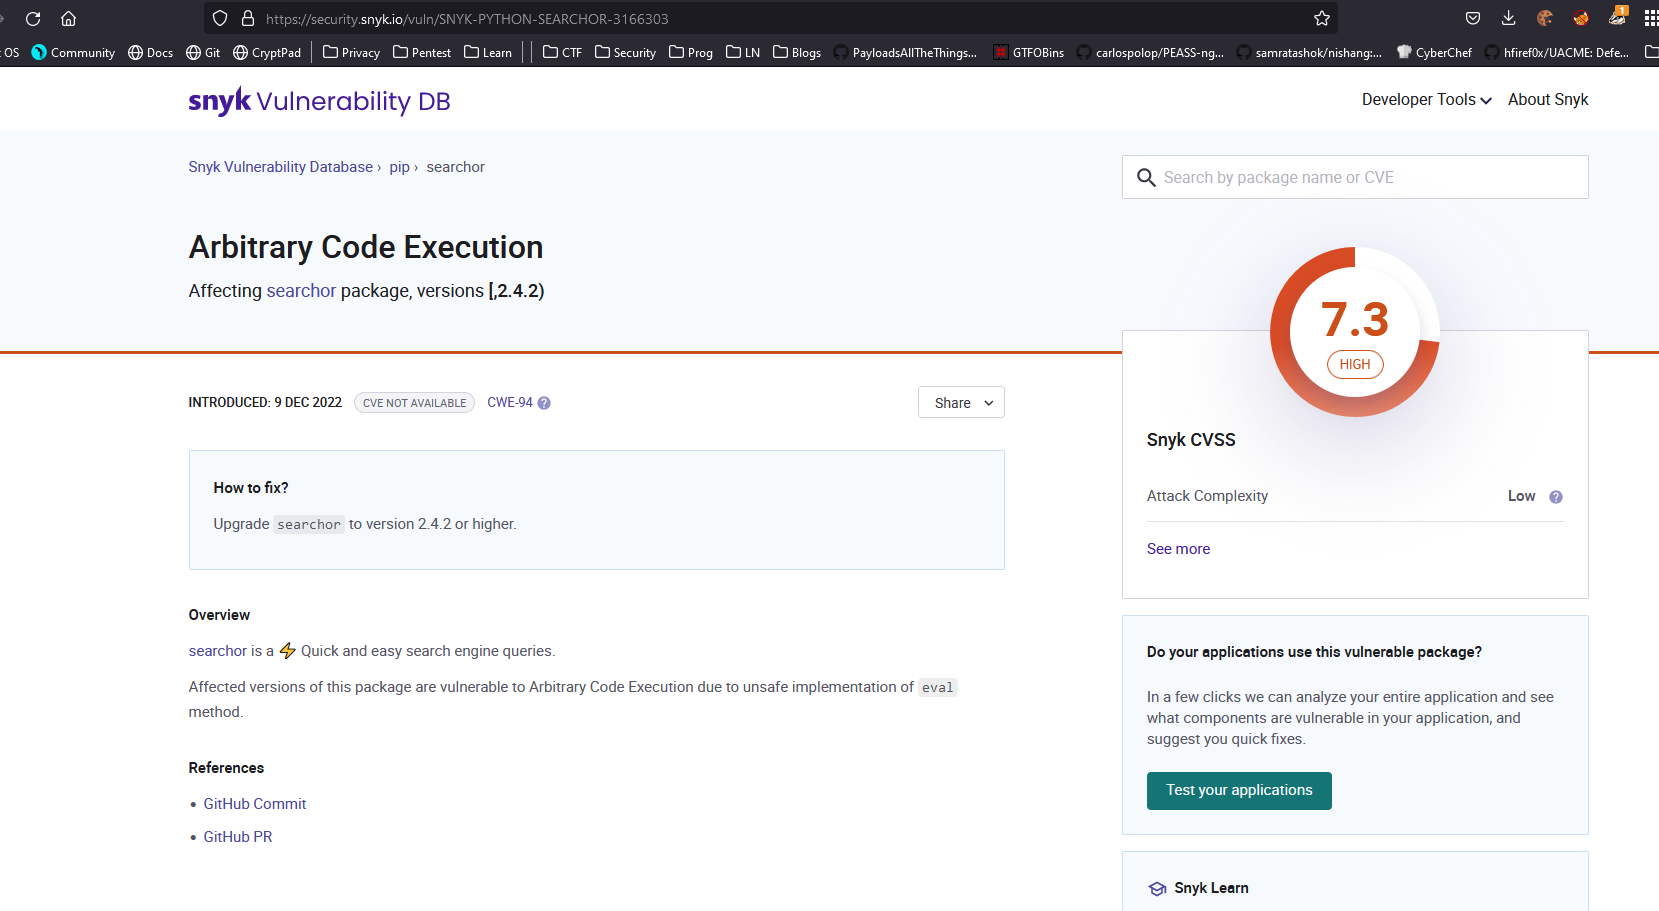 https://security.snyk.io/vuln/SNYK-PYTHON-SEARCHOR-3166303
OS Community Docs Git CryptPad Privacy Pentest Learn CTF Security Prog LN Blogs PayloadsAllTheThings... GTFOBins carlospolop/PEASS-ng... samratashok/nishang:... CyberChef hfiref0x/UACME: Defe...
1
snyk Vulnerability DB
Developer Tools About Snyk
Snyk Vulnerability Database › pip › searchor
Search by package name or CVE
Arbitrary Code Execution
Affecting searchor package, versions [,2.4.2)
7.3
HIGH
INTRODUCED: 9 DEC 2022 CVE NOT AVAILABLE CWE-94 ?
Share
How to fix?
Upgrade searchor to version 2.4.2 or higher.
Overview
searchor is a ⚡ Quick and easy search engine queries.
Affected versions of this package are vulnerable to Arbitrary Code Execution due to unsafe implementation of eval
method.
References
• GitHub Commit
• GitHub PR
Snyk CVSS
Attack Complexity Low ?
See more
Do your applications use this vulnerable package?
In a few clicks we can analyze your entire application and see
what components are vulnerable in your application, and
suggest you quick fixes.
Test your applications
Snyk Learn